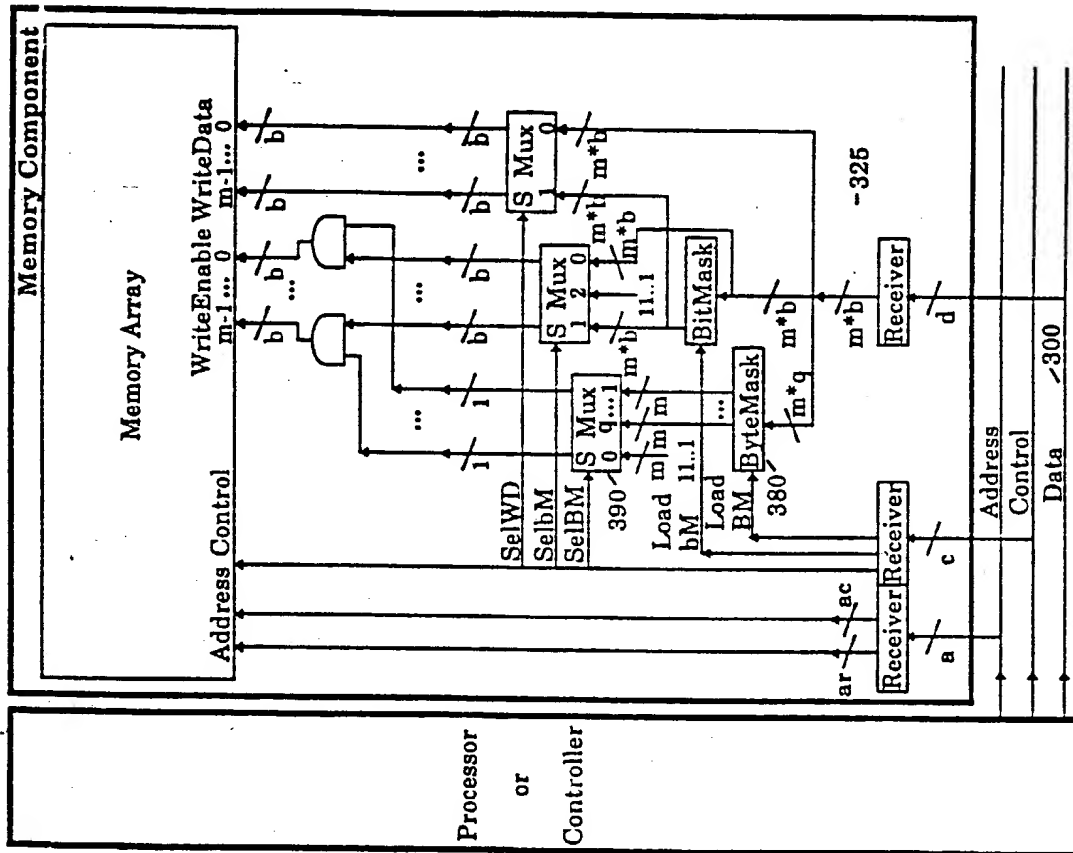 Memory Component
Memory Array
Address Control
WriteEnable WriteData
m-1... 0
m-1... 0
b
b
b
b
...
...
1
1
b
b
b
b
...
...
...
SelWD
SelbM
SelBM
S Mux
0 q...1
S Mux
1 2 0
S Mux
1 0
390
m
m
m
...
11..1
m*b
11..1
m*b
m*b
m*b
Load
bM
Load
BM
ByteMask
BitMask
380
m*q
m*b
m*b
-325
ar
ac
Receiver
Receiver
Receiver
a
c
d
Address
Control
Data
300
Processor
or
Controller